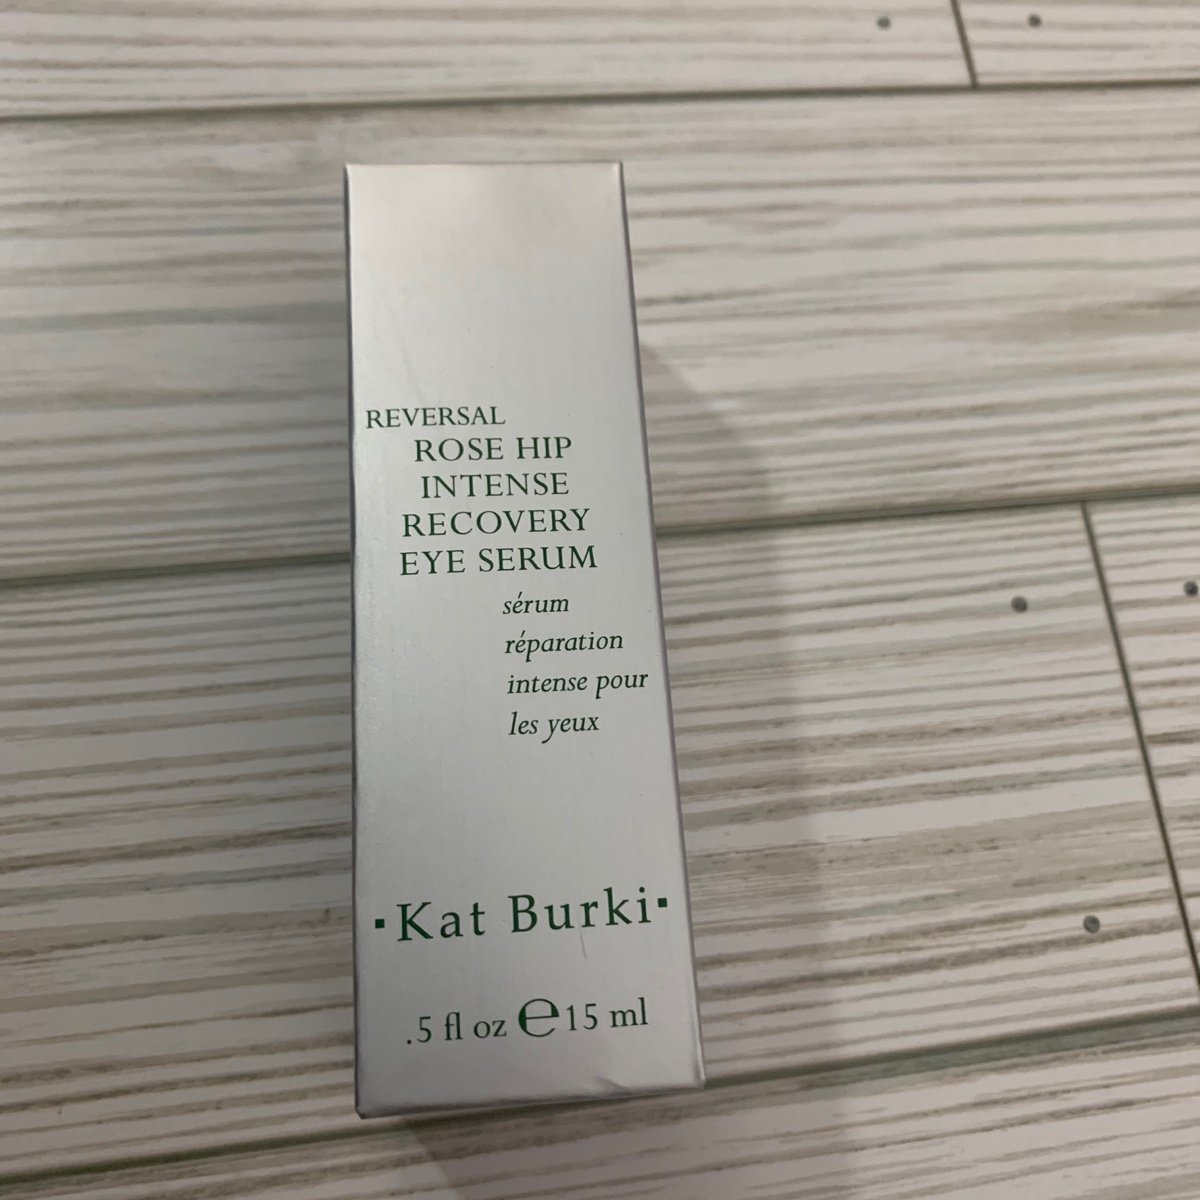 REVERSAL
ROSE HIP
INTENSE
RECOVERY
EYE SERUM
sérum
réparation
intense pour
les yeux
▪Kat Burki▪
.5 fl oz ℮ 15 ml